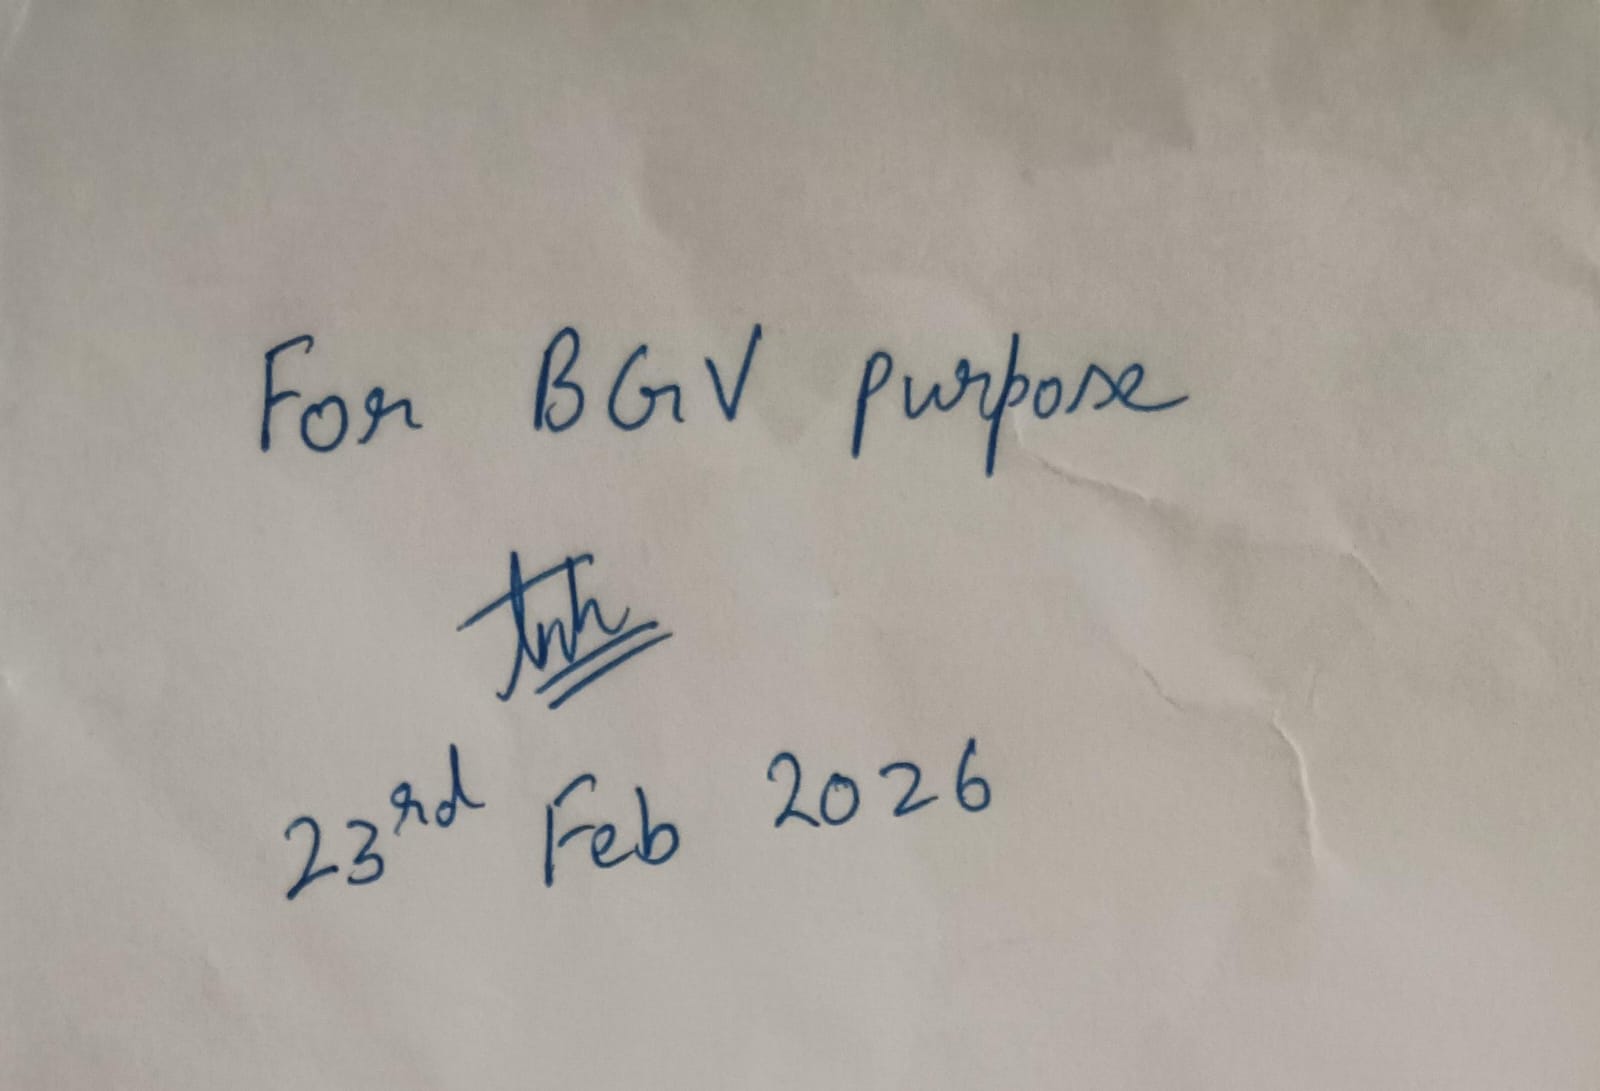 For BGV purpose
23rd Feb 2026